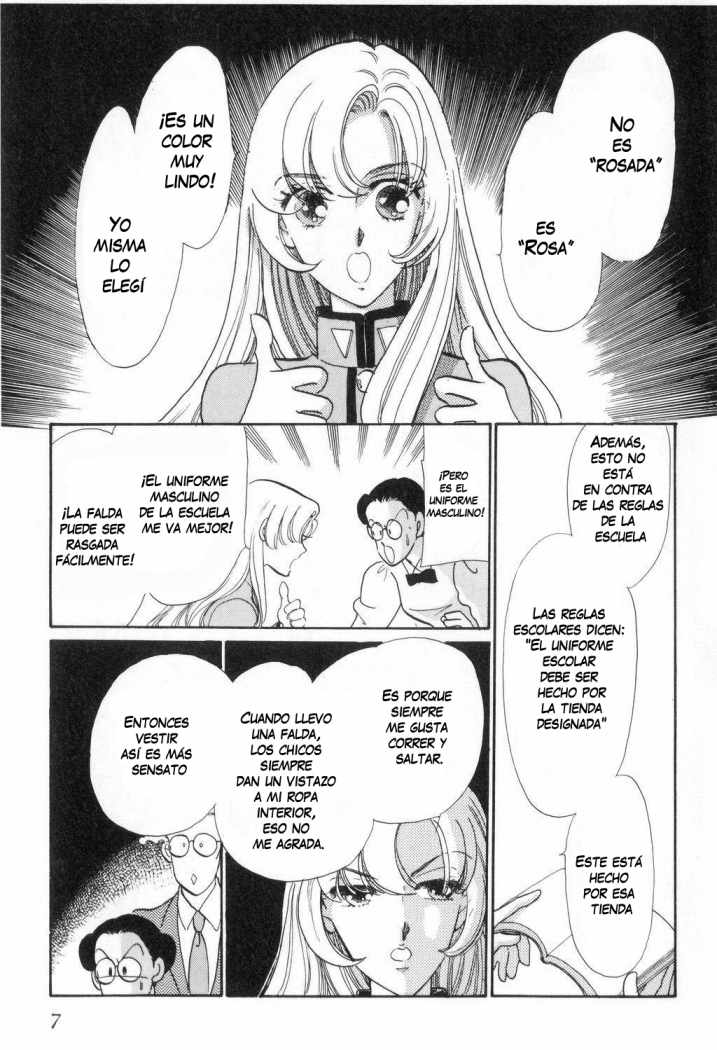 NO
ES
"ROSADA"
ES
"ROSA"
¡ES UN
COLOR
MUY
LINDO!
YO
MISMA
LO
ELEGÍ
ADEMÁS,
ESTO NO
ESTÁ
EN CONTRA
DE LAS REGLAS
DE LA
ESCUELA
LAS REGLAS
ESCOLARES DICEN:
"EL UNIFORME
ESCOLAR
DEBE SER
HECHO POR
LA TIENDA
DESIGNADA"
ESTE ESTÁ
HECHO
POR ESA
TIENDA
¡PERO
ES EL
UNIFORME
MASCULINO!
¡EL UNIFORME
MASCULINO
DE LA ESCUELA
ME VA MEJOR!
¡LA FALDA
PUEDE SER
RASGADA
FÁCILMENTE!
ES PORQUE
SIEMPRE
ME GUSTA
CORRER Y
SALTAR.
CUANDO LLEVO
UNA FALDA,
LOS CHICOS
SIEMPRE
DAN UN VISTAZO
A MI ROPA
INTERIOR,
ESO NO
ME AGRADA.
ENTONCES
VESTIR
ASÍ ES MÁS
SENSATO
7